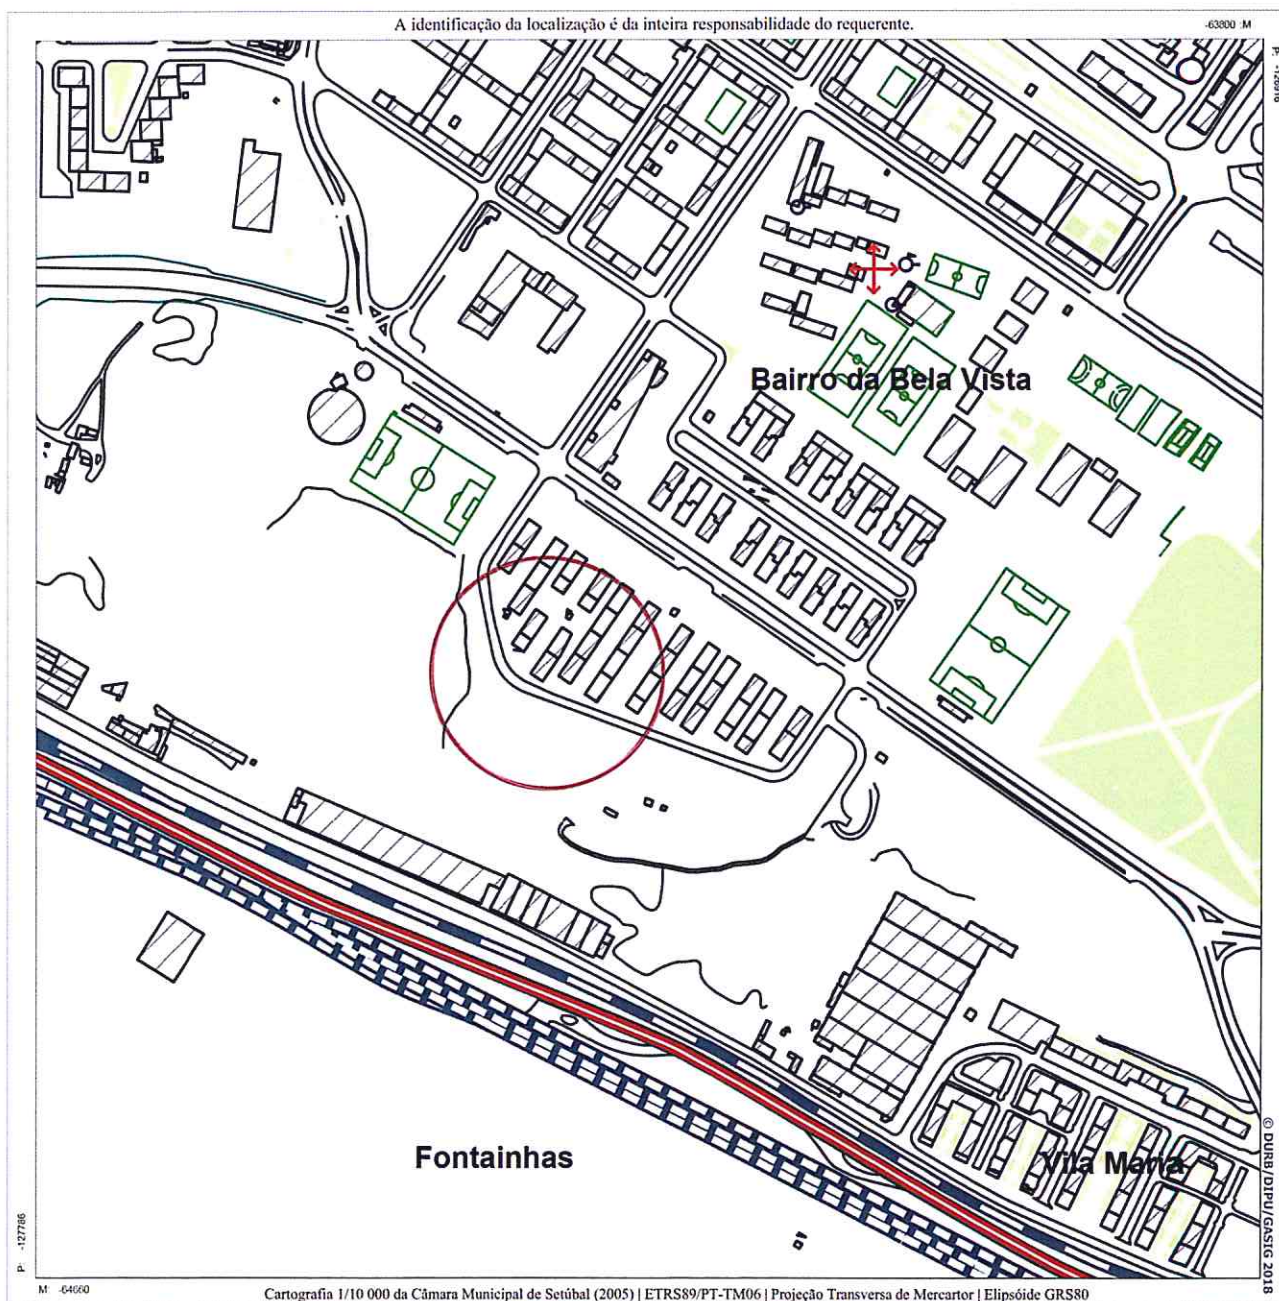 A identificação da localização é da inteira responsabilidade do requerente.
-63800 :M
Bairro da Bela Vista
Fontainhas
Vila Maria
© DURB/DIPU/GASIG 2018
P: -127786
M: -64660
Cartografia 1/10 000 da Câmara Municipal de Setúbal (2005) | ETRS89/PT-TM06 | Projeção Transversa de Mercartor | Elipsóide GRS80